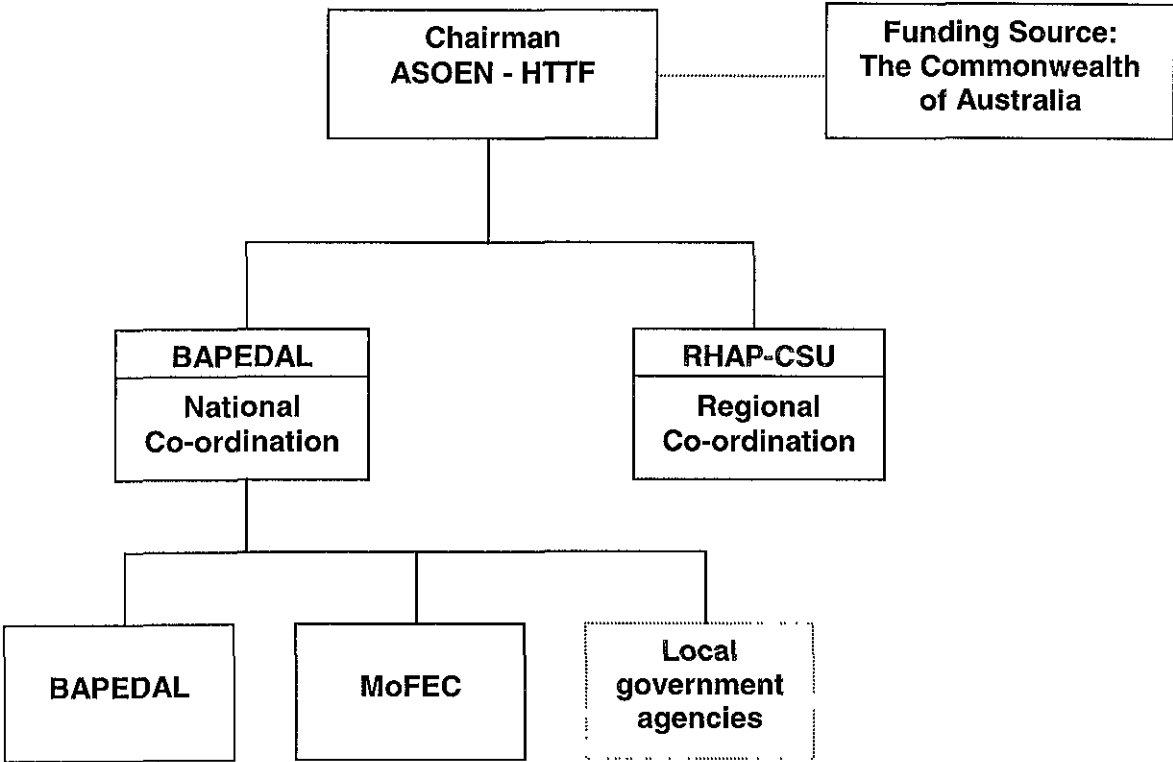 Chairman
ASOEN - HTTF
Funding Source:
The Commonwealth
of Australia
BAPEDAL
National
Co-ordination
RHAP-CSU
Regional
Co-ordination
BAPEDAL
MoFEC
Local
government
agencies